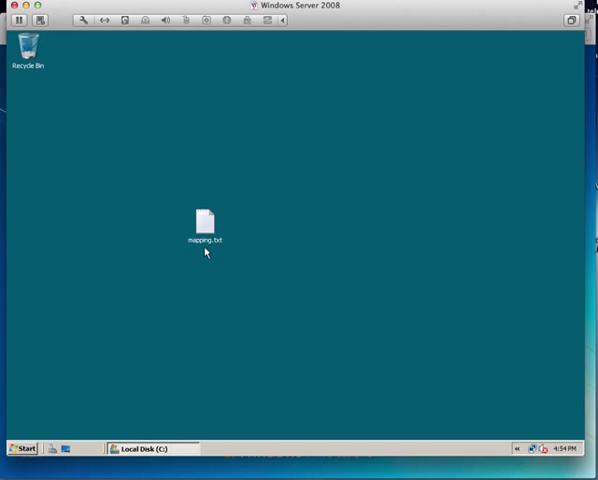 Windows Server 2008
Recycle Bin
mapping.txt
Start
Local Disk (C:)
4:54 PM